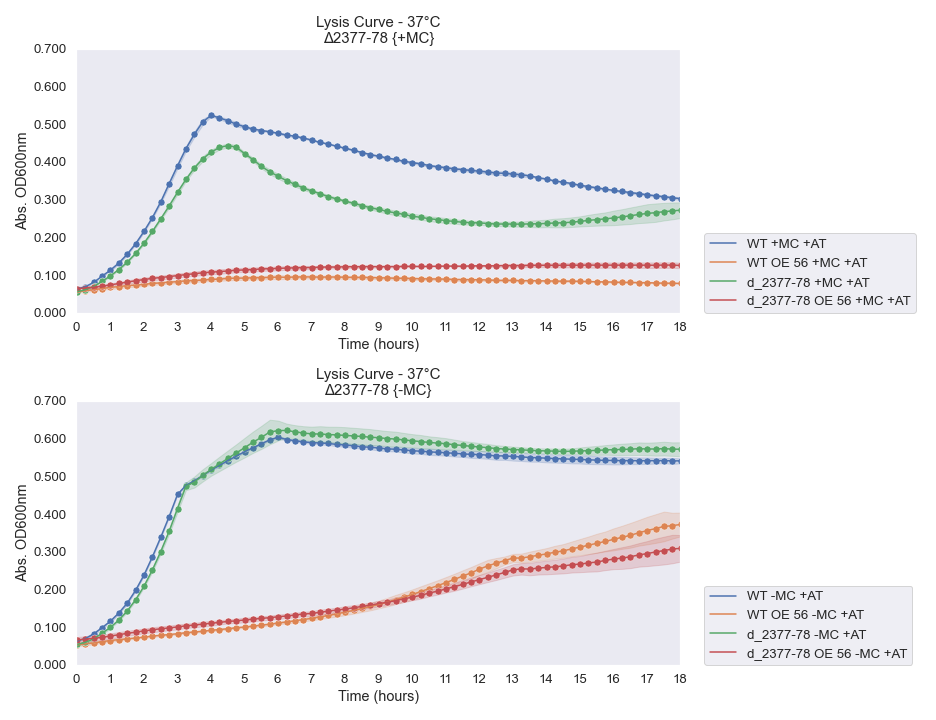 Lysis Curve - 37°C
Δ2377-78 {+MC}
0.700
0.600
0.500
0.400
0.300
0.200
0.100
0.000
Abs. OD600nm
0 1 2 3 4 5 6 7 8 9 10 11 12 13 14 15 16 17 18
Time (hours)
WT +MC +AT
WT OE 56 +MC +AT
d_2377-78 +MC +AT
d_2377-78 OE 56 +MC +AT
Lysis Curve - 37°C
Δ2377-78 {-MC}
0.700
0.600
0.500
0.400
0.300
0.200
0.100
0.000
Abs. OD600nm
0 1 2 3 4 5 6 7 8 9 10 11 12 13 14 15 16 17 18
Time (hours)
WT -MC +AT
WT OE 56 -MC +AT
d_2377-78 -MC +AT
d_2377-78 OE 56 -MC +AT